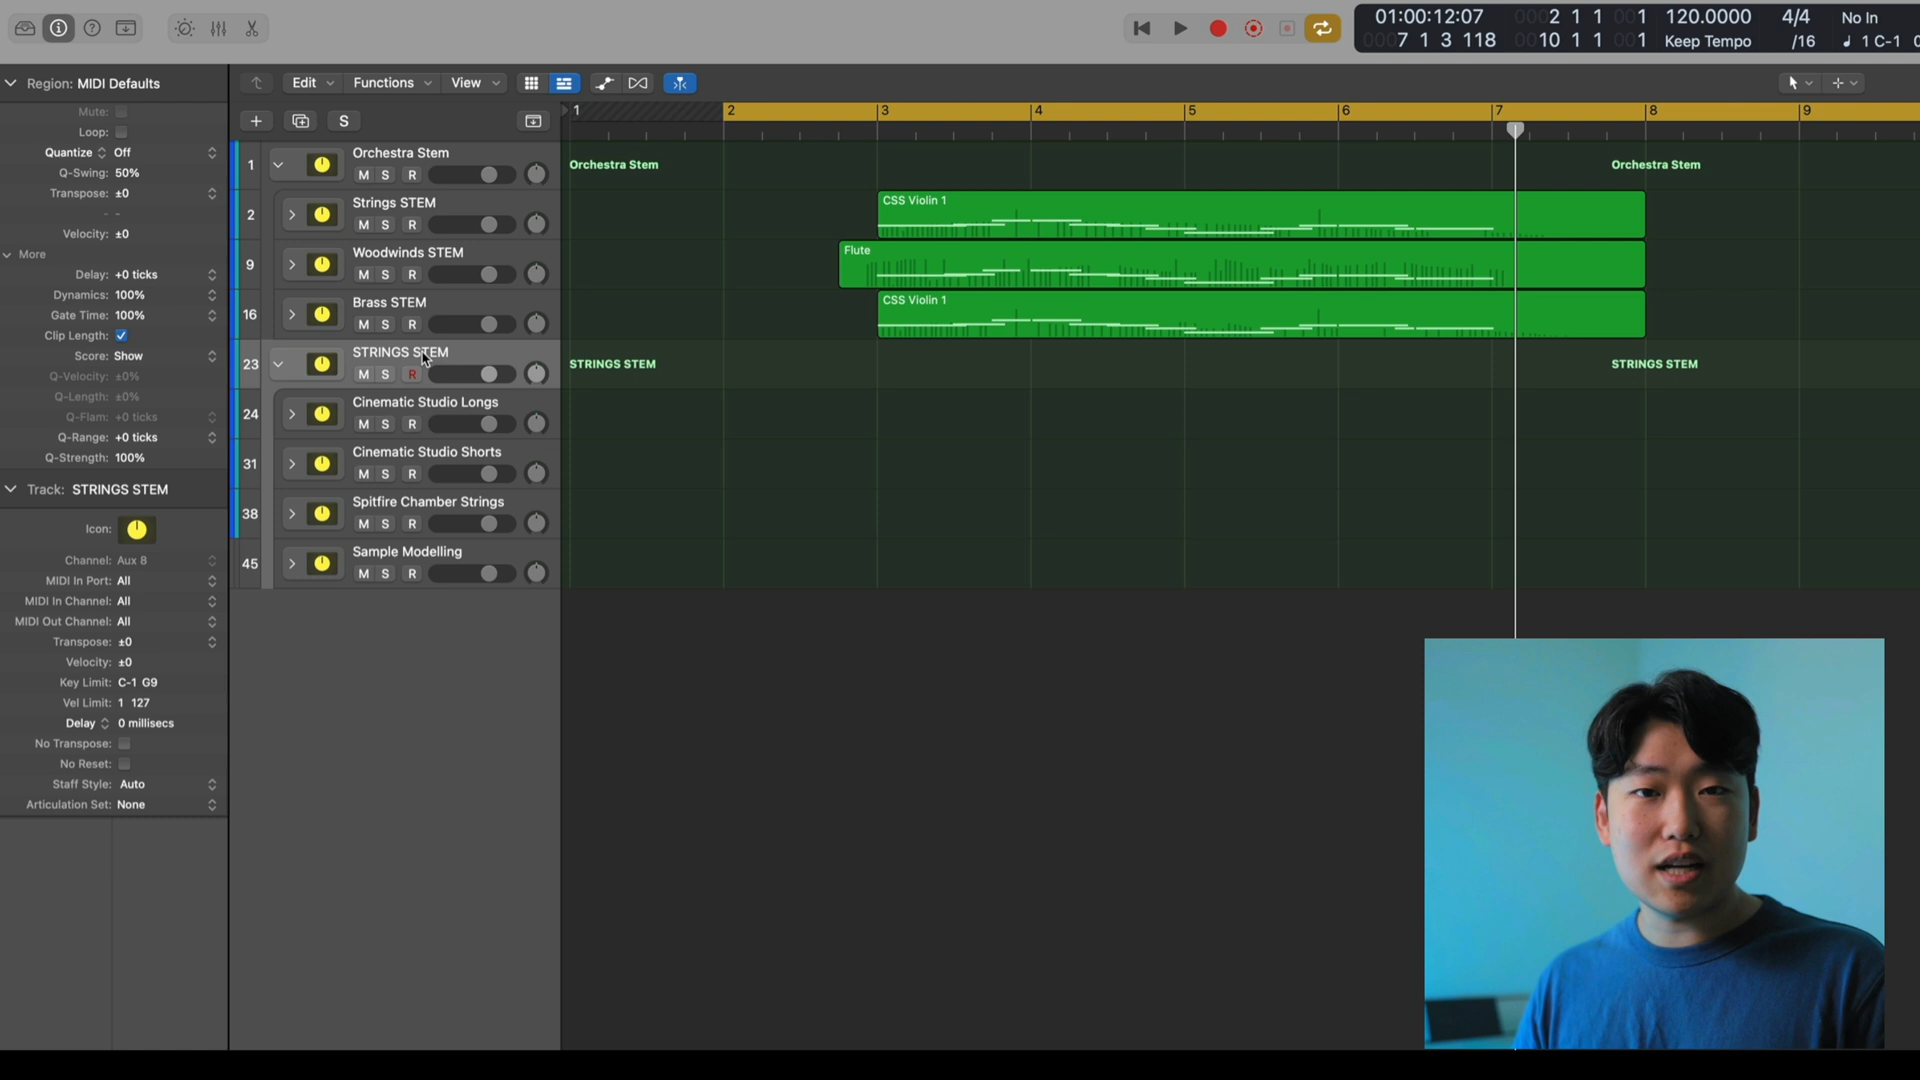 01:00:12:07
0007 1 3 118
0002 1 1 001
00010 1 1 001
120.0000
Keep Tempo
4/4
/16
No In
1 C-1
Region: MIDI Defaults
Mute:
Loop:
Quantize Off
Q-Swing: 50%
Transpose: ±0
- -
Velocity: ±0
More
Delay: +0 ticks
Dynamics: 100%
Gate Time: 100%
Clip Length:
Score: Show
Q-Velocity: ±0%
Q-Length: ±0%
Q-Flam: +0 ticks
Q-Range: +0 ticks
Q-Strength: 100%
Track: STRINGS STEM
Icon:
Channel: Aux 8
MIDI In Port: All
MIDI In Channel: All
MIDI Out Channel: All
Transpose: ±0
Velocity: ±0
Key Limit: C-1 G9
Vel Limit: 1 127
Delay 0 millisecs
No Transpose:
No Reset:
Staff Style: Auto
Articulation Set: None
Edit Functions View
S
1 2 3 4 5 6 7 8 9
1 Orchestra Stem
M S R
Orchestra Stem Orchestra Stem
2 Strings STEM
M S R
CSS Violin 1
9 Woodwinds STEM
M S R
Flute
16 Brass STEM
M S R
CSS Violin 1
23 STRINGS STEM
M S R
STRINGS STEM STRINGS STEM
24 Cinematic Studio Longs
M S R
31 Cinematic Studio Shorts
M S R
38 Spitfire Chamber Strings
M S R
45 Sample Modelling
M S R